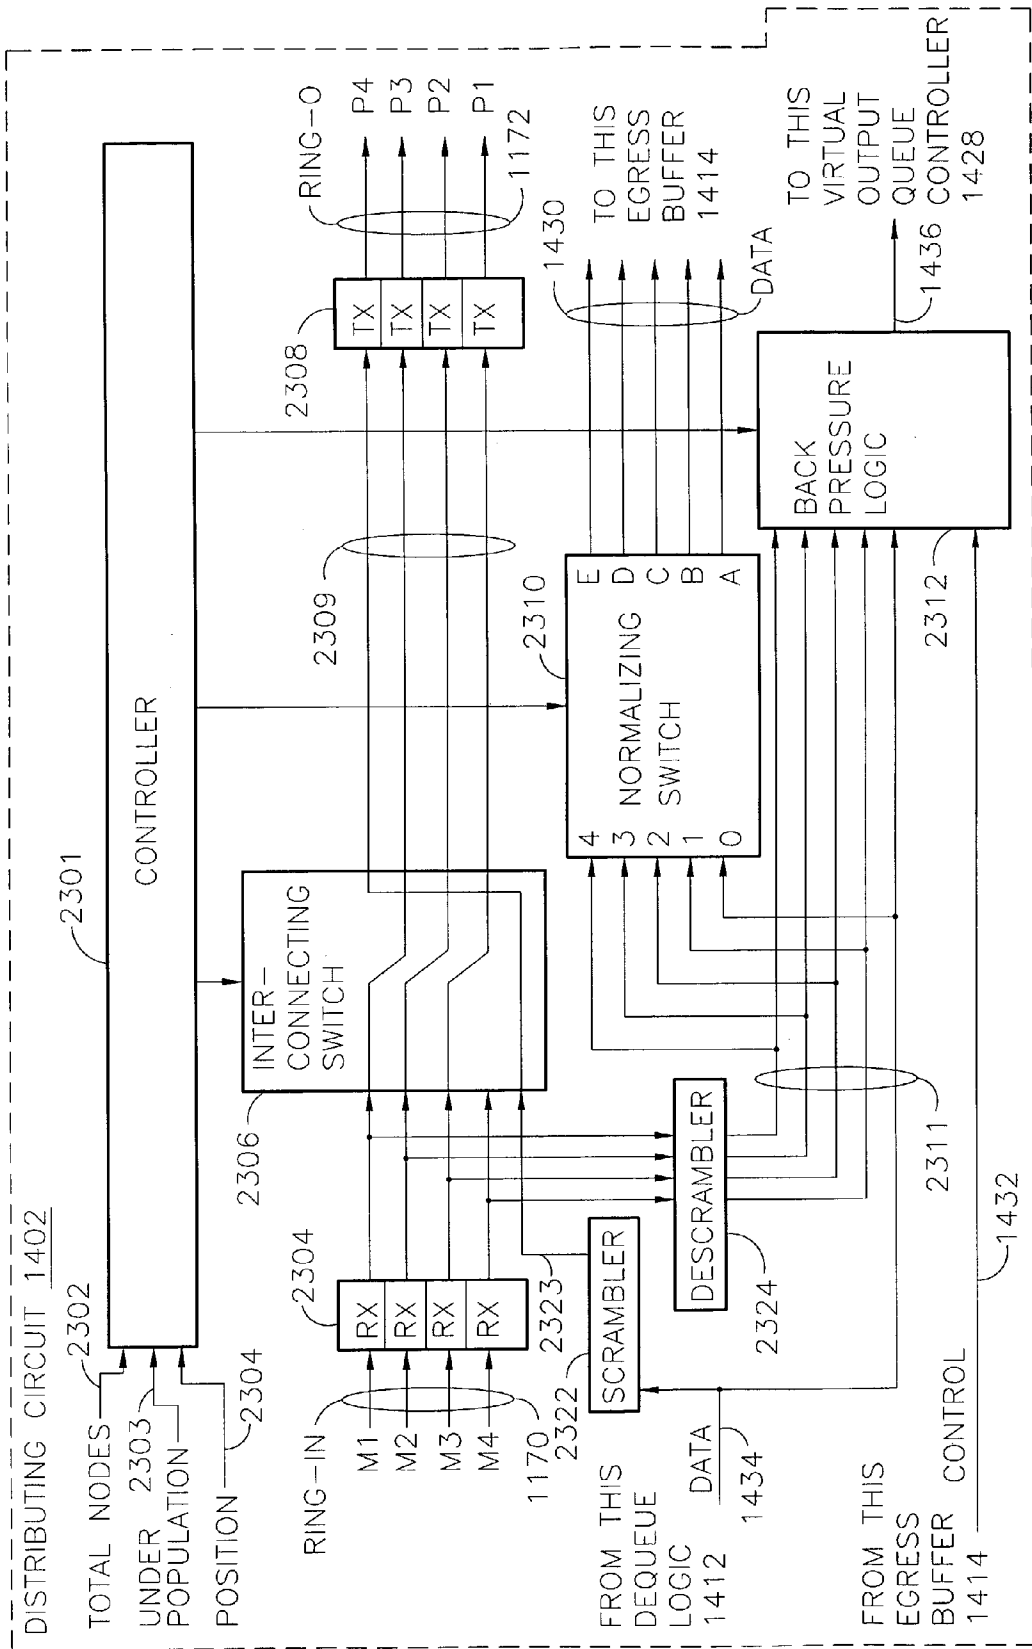 DISTRIBUTING CIRCUIT 1402
TOTAL NODES
2302
UNDER 2303
POPULATION
POSITION
2304
2301
CONTROLLER
RING-IN
M1
M2
M3
M4
1170
2304
RX
RX
RX
RX
2306
INTER-
CONNECTING
SWITCH
2309
2308
TX
TX
TX
TX
RING-O
P4
P3
P2
P1
1172
2323
2322
SCRAMBLER
DESCRAMBLER
2324
FROM THIS
DEQUEUE
LOGIC
1412
DATA
1434
2310
4
3
2
1
0
NORMALIZING
SWITCH
E
D
C
B
A
1430
TO THIS
EGRESS
BUFFER
1414
DATA
2311
2312
BACK
PRESSURE
LOGIC
1436
TO THIS
VIRTUAL
OUTPUT
QUEUE
CONTROLLER
1428
FROM THIS
EGRESS
BUFFER
1414
CONTROL
1432